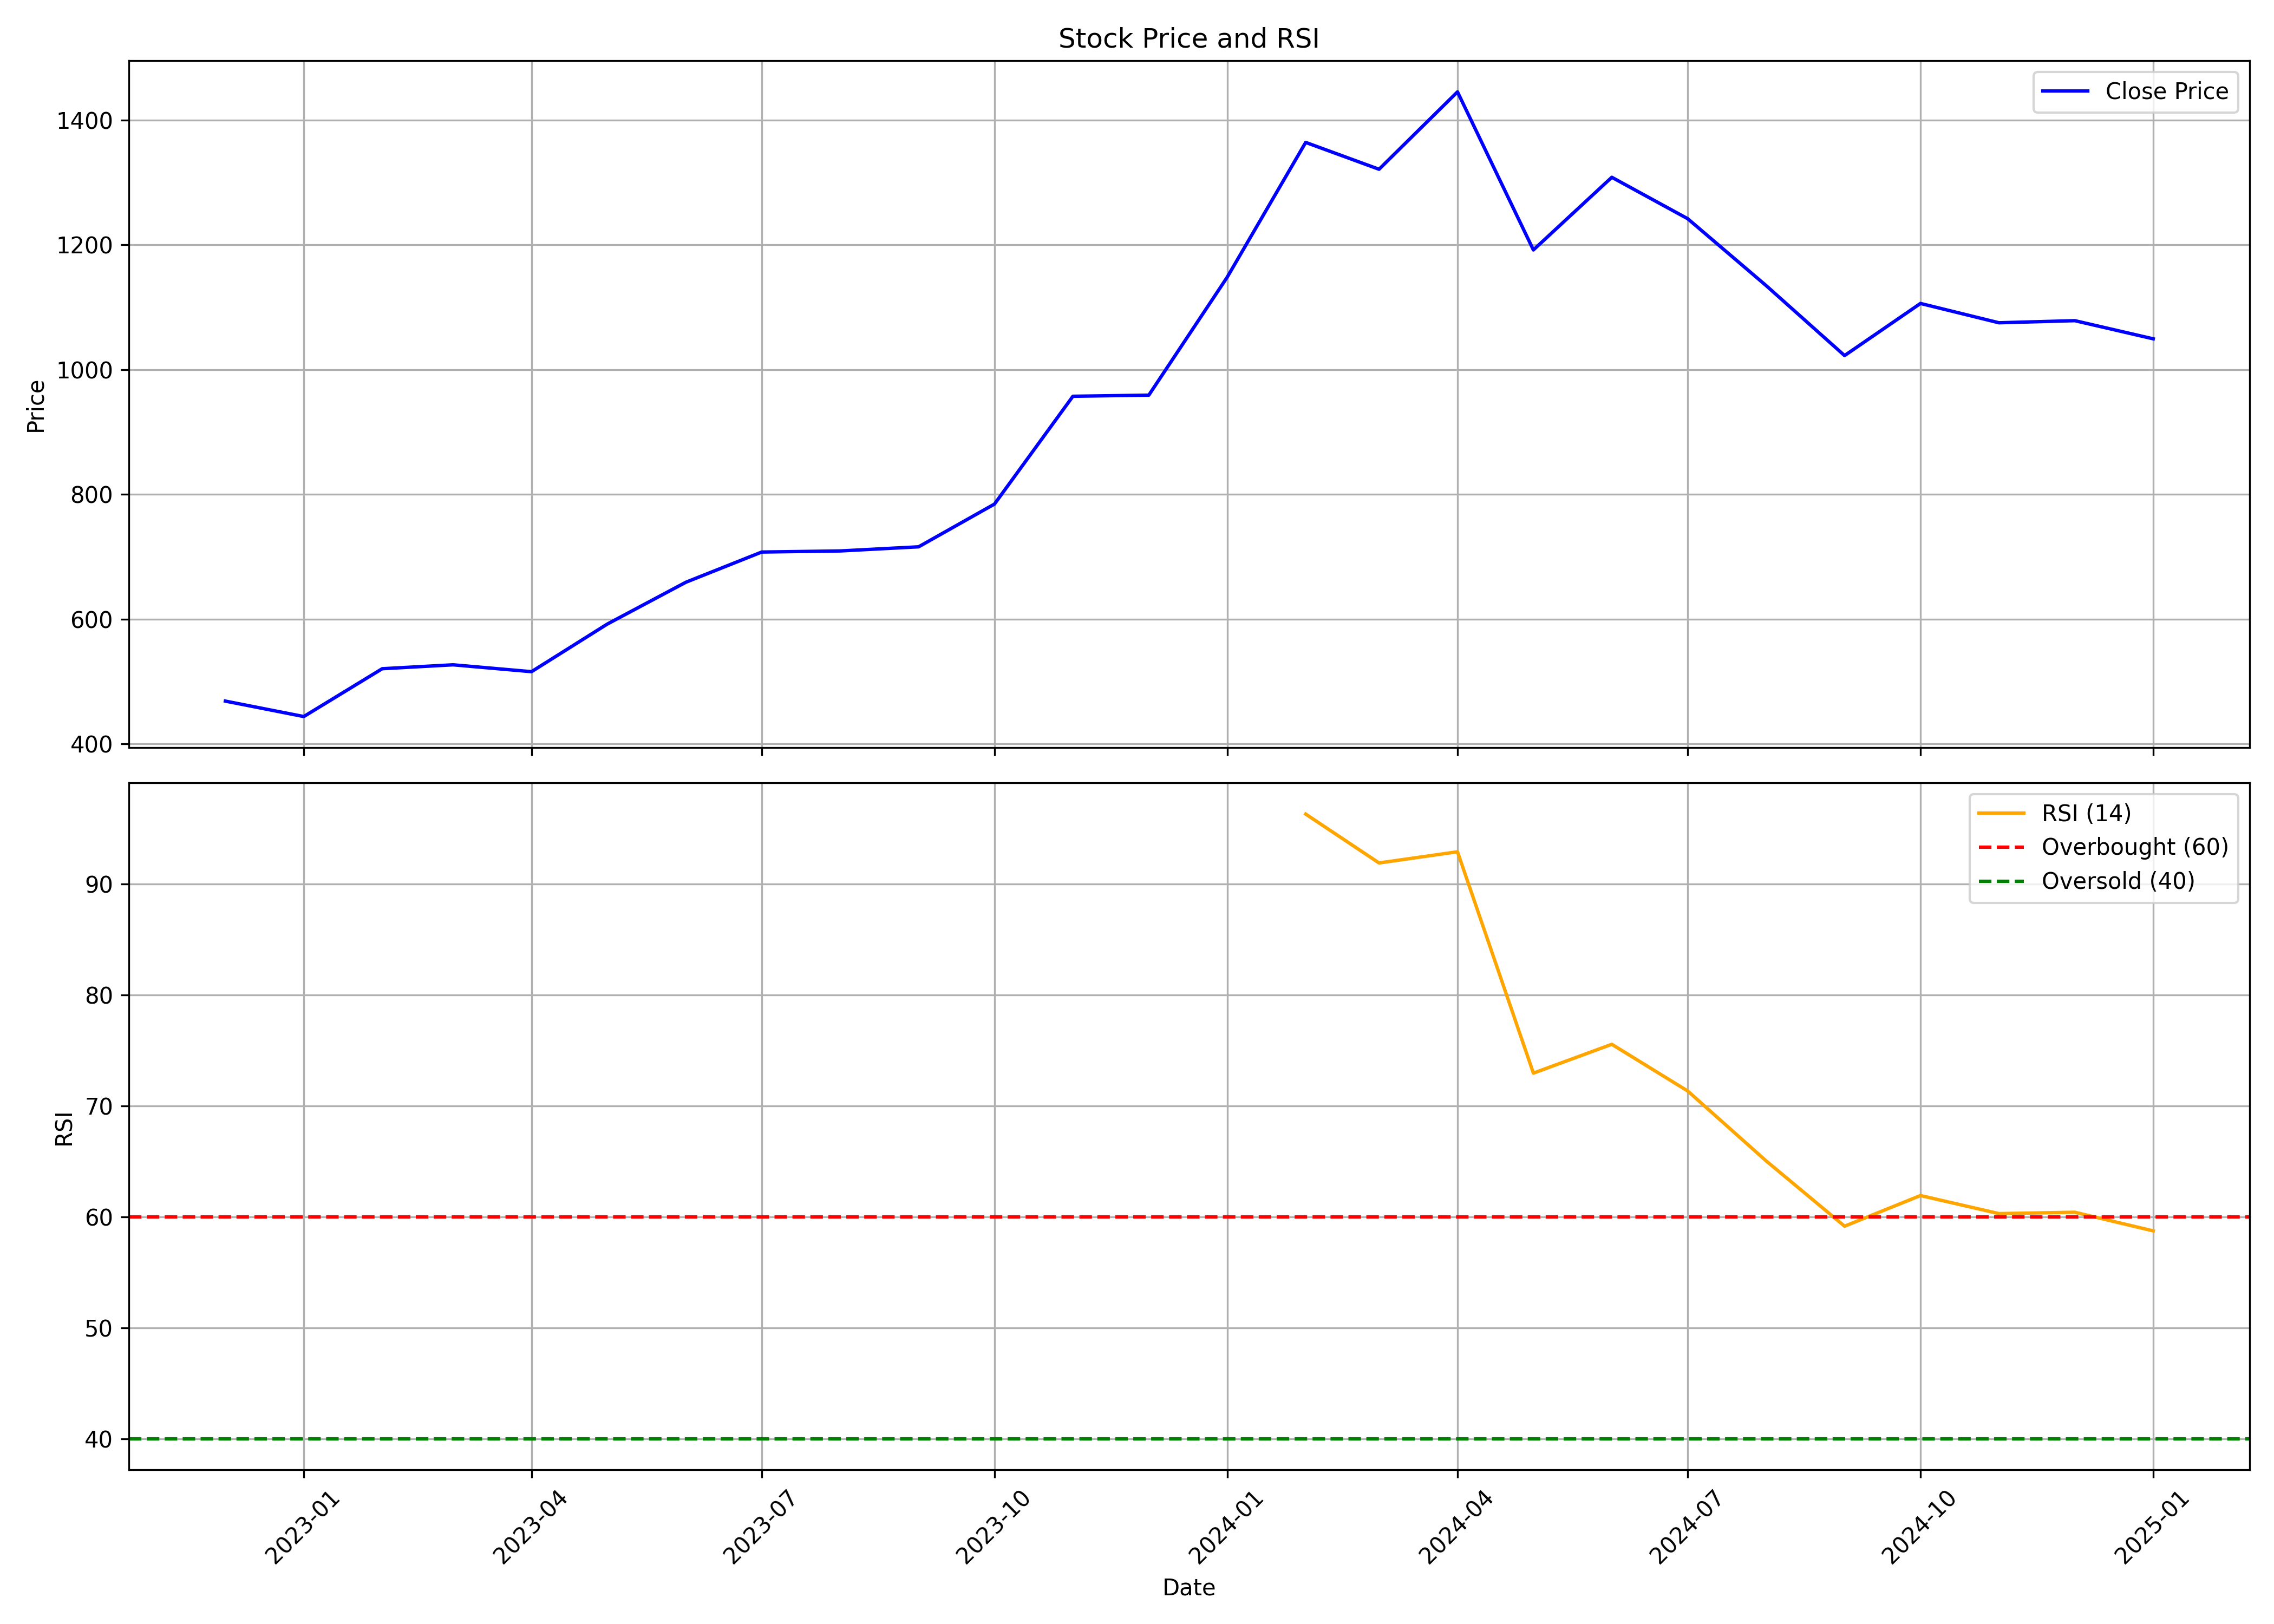 Stock Price and RSI
Close Price
1400
1200
1000
800
600
400
Price
RSI (14)
Overbought (60)
Oversold (40)
90
80
70
60
50
40
RSI
2023-01
2023-04
2023-07
2023-10
2024-01
2024-04
2024-07
2024-10
2025-01
Date